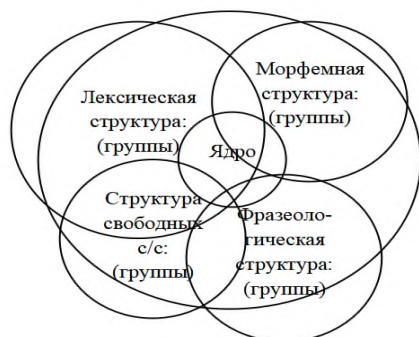 Лексическая
структура:
(группы)
Морфемная
структура:
(группы)
Ядро
Структура
свободных
с/с:
(группы)
Фразеоло-
гическая
структура:
(группы)